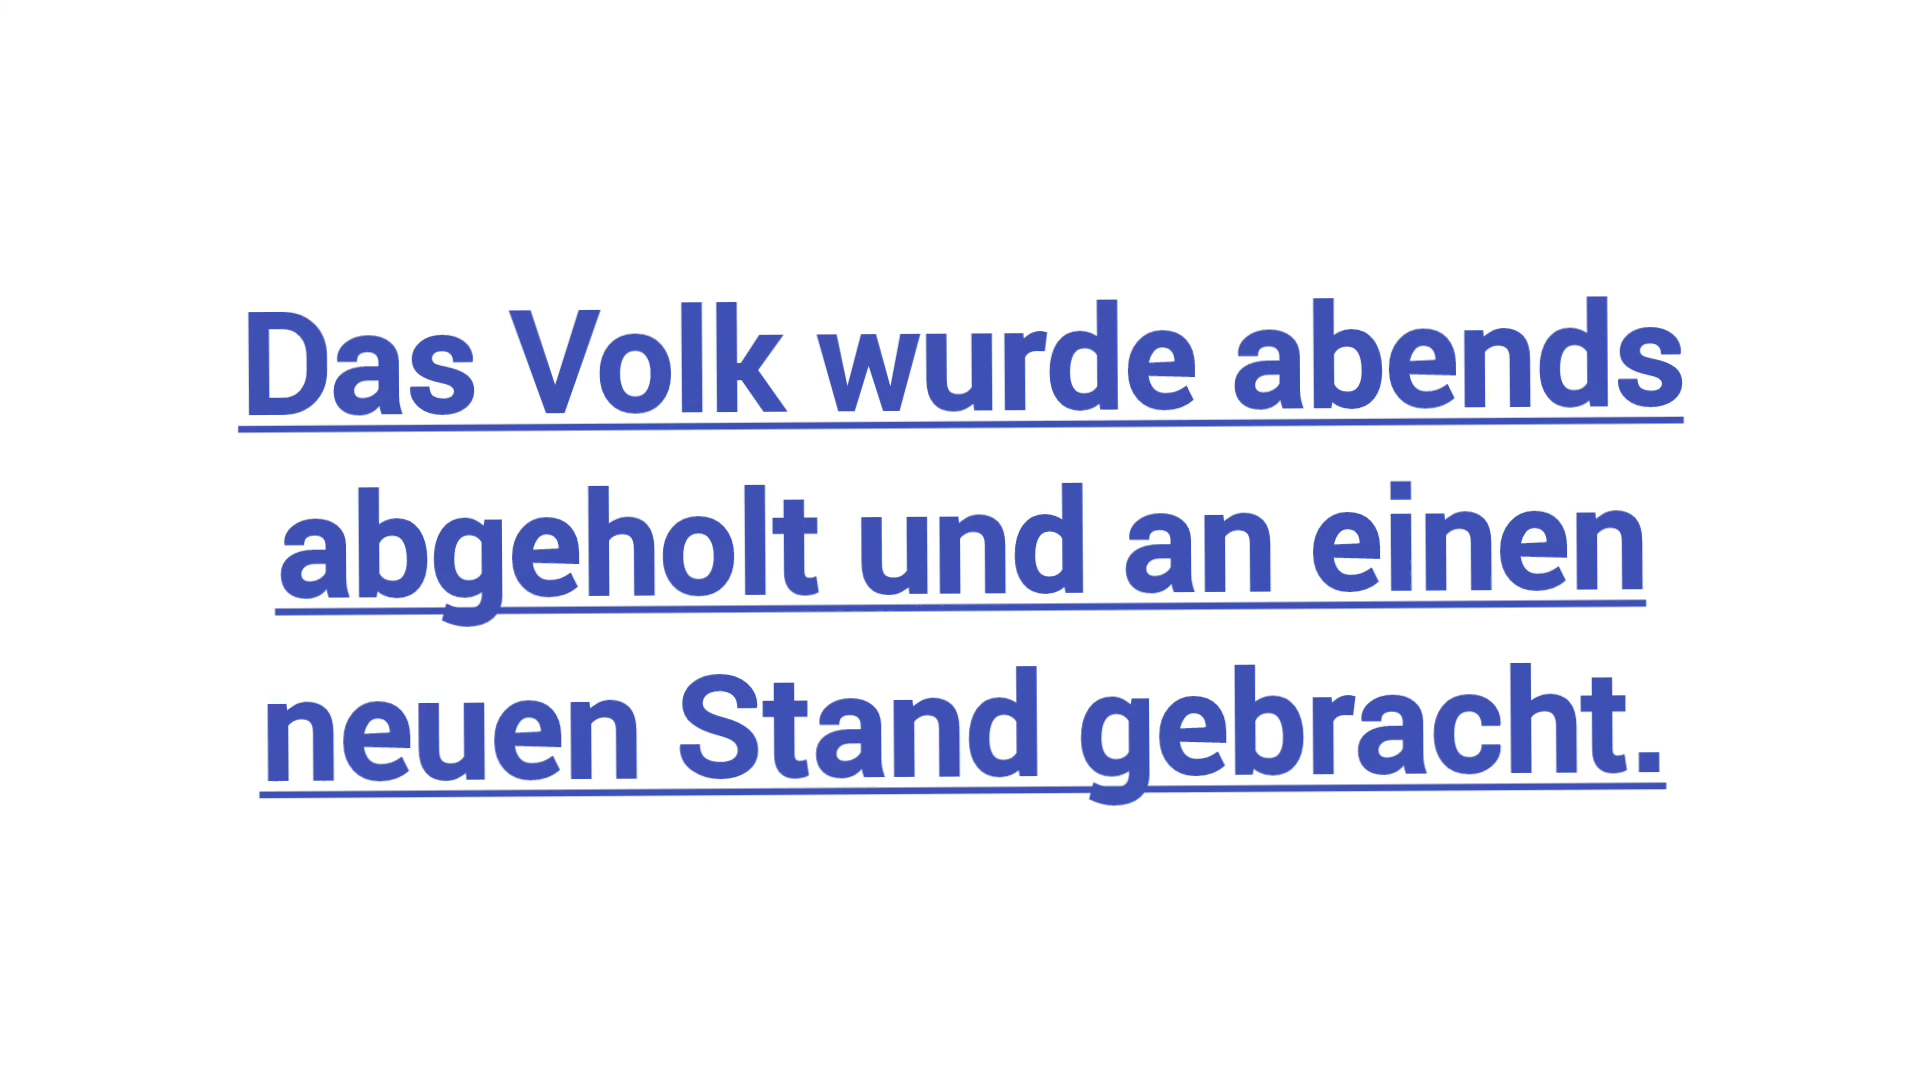 Das Volk wurde abends
abgeholt und an einen
neuen Stand gebracht.